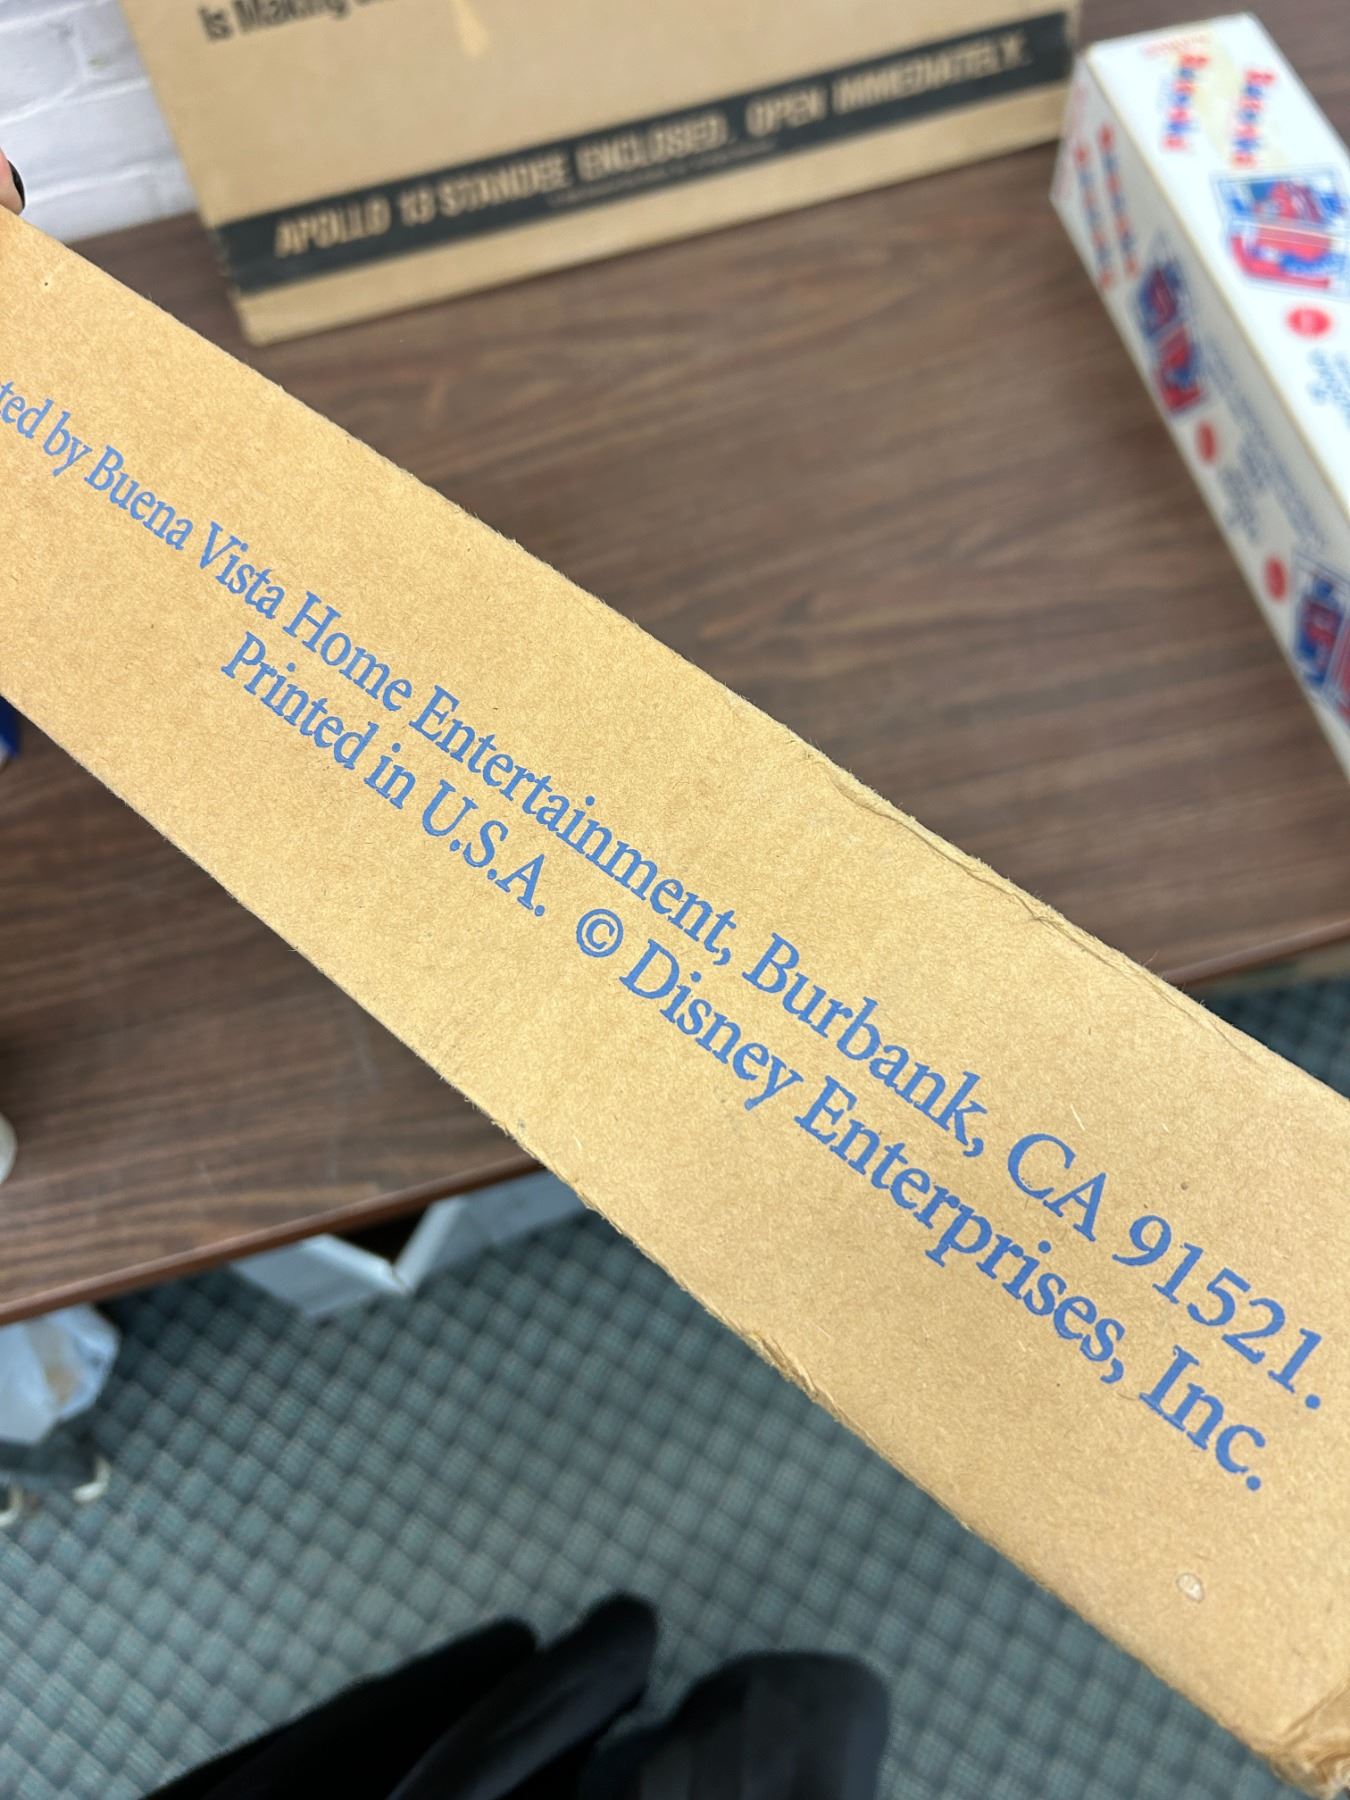 Is Making
APOLLO 13 STANDEE ENCLOSED. OPEN IMMEDIATELY.
ted by Buena Vista Home Entertainment, Burbank, CA 91521.
Printed in U.S.A. © Disney Enterprises, Inc.